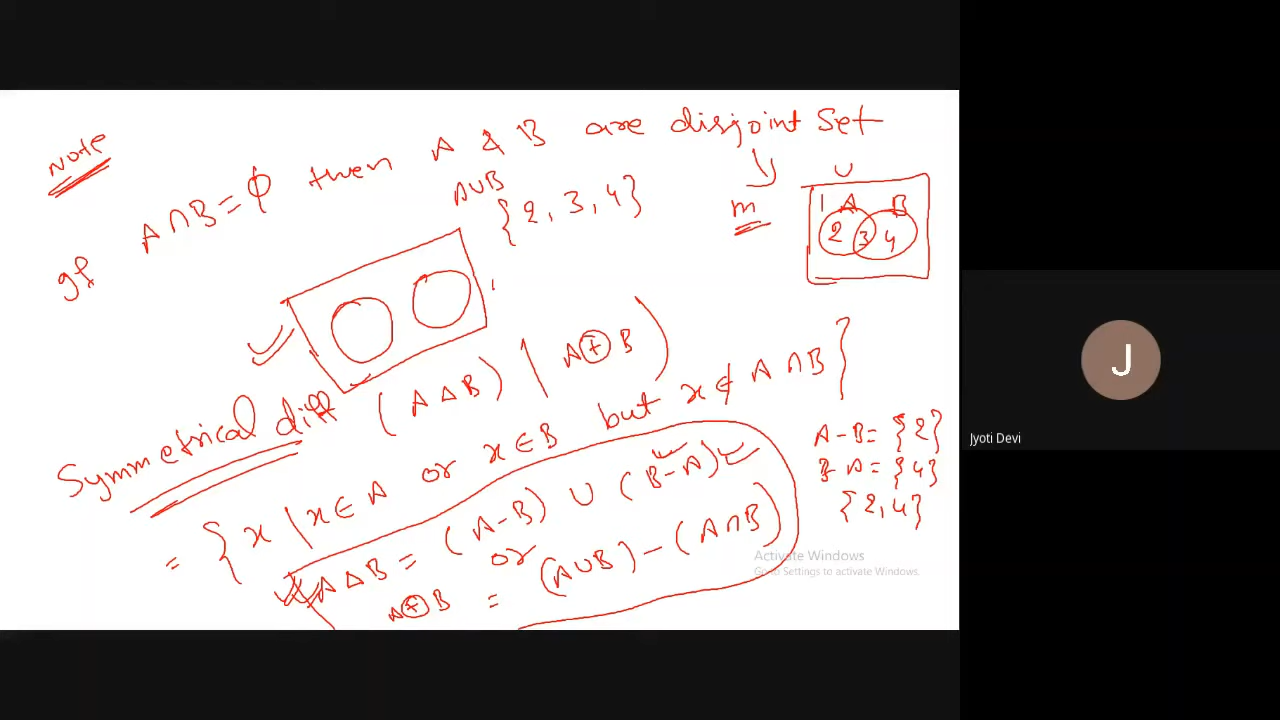 Note
If A∩B = ϕ then A & B are disjoint Set
A∪B
{2, 3, 4}
m
U
1 A B
2 3 4
Symmetrical diff (A Δ B) | A⊕B)
= {x | x ∈ A or x ∈ B but x ∉ A ∩ B}
A Δ B = (A-B) ∪ (B-A)
or
A⊕B = (A∪B) - (A∩B)
A-B = {2}
B-A = {4}
{2, 4}
Activate Windows
Go to Settings to activate Windows.
J
Jyoti Devi